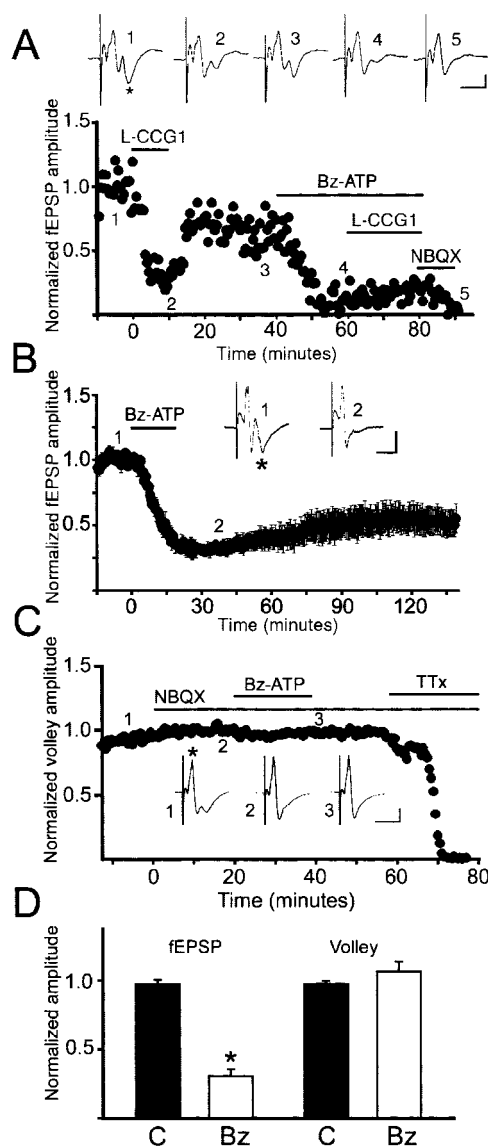 A
1
2
3
4
5
*
Normalized fEPSP amplitude
1.5
1.0
0.5
L-CCG1
Bz-ATP
L-CCG1
NBQX
1
2
3
4
5
0
20
40
60
80
Time (minutes)
B
Normalized fEPSP amplitude
1.5
1.0
0.5
Bz-ATP
1
2
1
*
2
0
30
60
90
120
Time (minutes)
C
Normalized volley amplitude
1.5
1.0
0.5
NBQX
Bz-ATP
TTx
1
2
3
*
1
2
3
0
20
40
60
80
Time (minutes)
D
Normalized amplitude
1.0
0.5
fEPSP
Volley
*
C
Bz
C
Bz